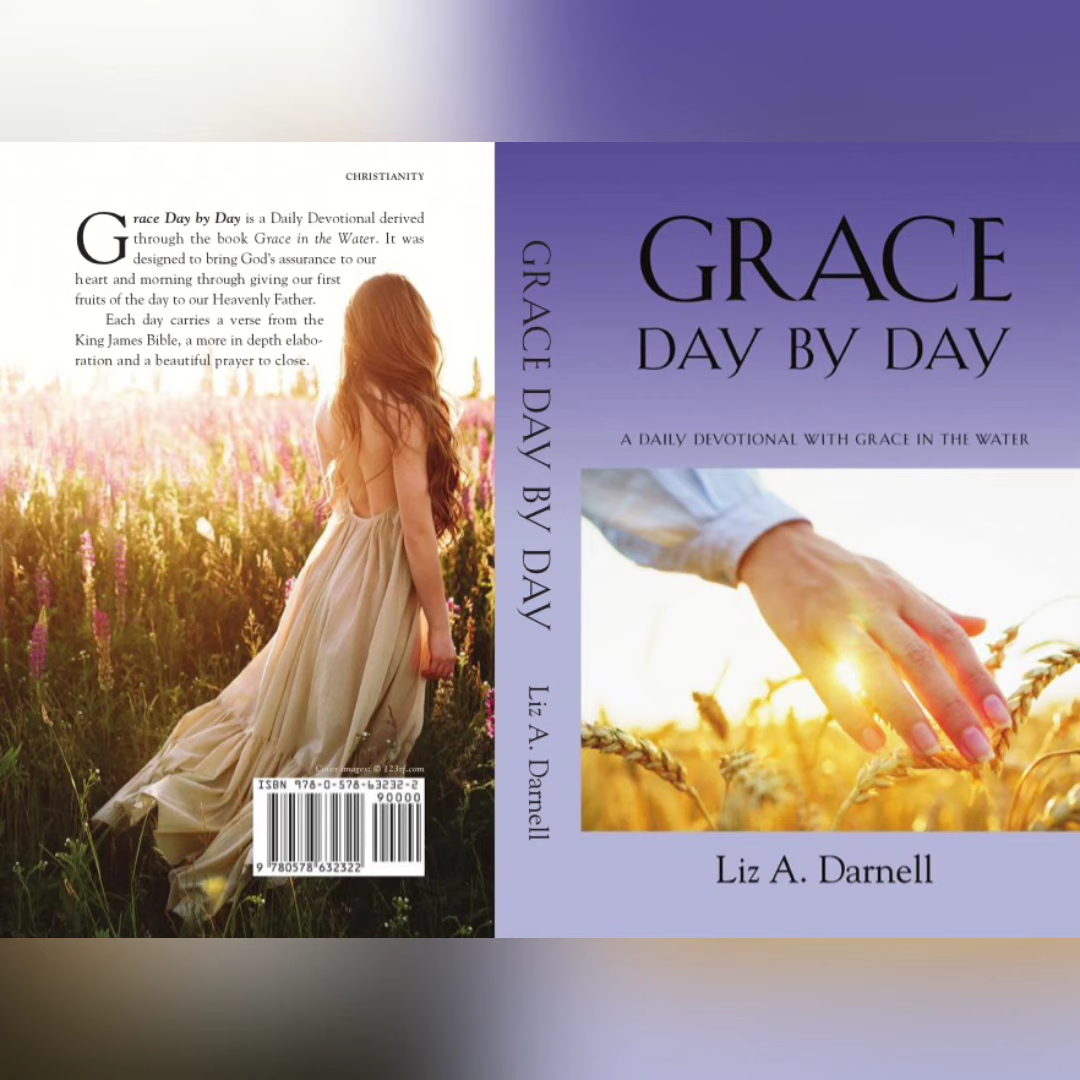 CHRISTIANITY
Grace Day by Day is a Daily Devotional derived
through the book Grace in the Water. It was
designed to bring God's assurance to our
heart and morning through giving our first
fruits of the day to our Heavenly Father.
Each day carries a verse from the
King James Bible, a more in depth elabo-
ration and a beautiful prayer to close.
Cover images: © 123rf.com
ISBN 978-0-578-63232-2
90000
9 780578 632322
GRACE DAY BY DAY Liz A. Darnell
GRACE
DAY BY DAY
A DAILY DEVOTIONAL WITH GRACE IN THE WATER
Liz A. Darnell